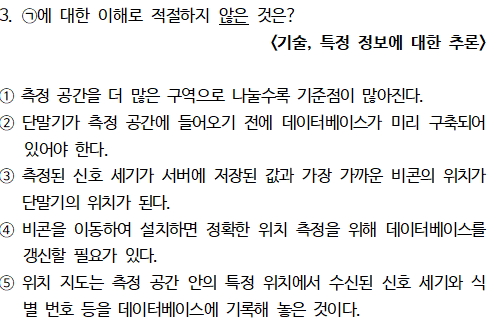 3. ㉠에 대한 이해로 적절하지 않은 것은?
<기술, 특정 정보에 대한 추론>
① 측정 공간을 더 많은 구역으로 나눌수록 기준점이 많아진다.
② 단말기가 측정 공간에 들어오기 전에 데이터베이스가 미리 구축되어
있어야 한다.
③ 측정된 신호 세기가 서버에 저장된 값과 가장 가까운 비콘의 위치가
단말기의 위치가 된다.
④ 비콘을 이동하여 설치하면 정확한 위치 측정을 위해 데이터베이스를
갱신할 필요가 있다.
⑤ 위치 지도는 측정 공간 안의 특정 위치에서 수신된 신호 세기와 식
별 번호 등을 데이터베이스에 기록해 놓은 것이다.